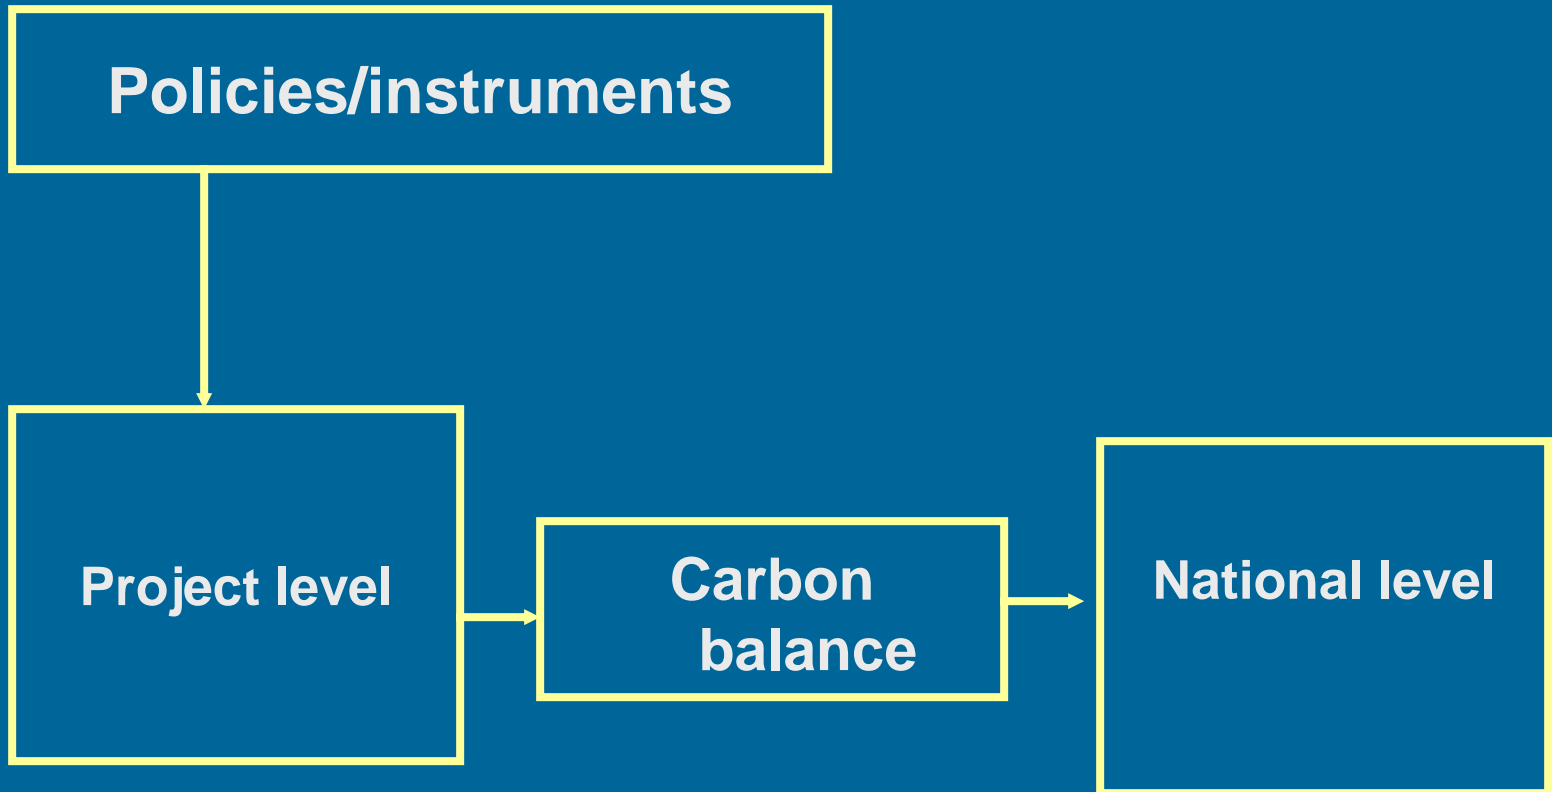 Policies/instruments
Project level
Carbon
balance
National level